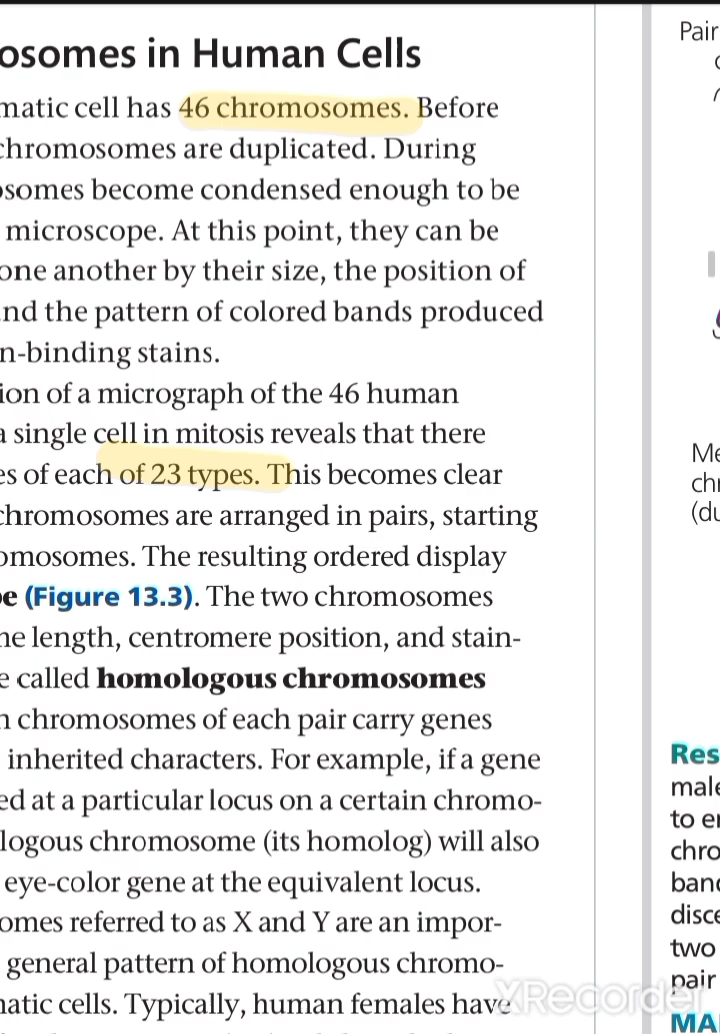 osomes in Human Cells
matic cell has 46 chromosomes. Before
chromosomes are duplicated. During
osomes become condensed enough to be
microscope. At this point, they can be
one another by their size, the position of
nd the pattern of colored bands produced
n-binding stains.
ion of a micrograph of the 46 human
a single cell in mitosis reveals that there
es of each of 23 types. This becomes clear
chromosomes are arranged in pairs, starting
omosomes. The resulting ordered display
pe (Figure 13.3). The two chromosomes
me length, centromere position, and stain-
e called homologous chromosomes
h chromosomes of each pair carry genes
inherited characters. For example, if a gene
ed at a particular locus on a certain chromo-
logous chromosome (its homolog) will also
eye-color gene at the equivalent locus.
omes referred to as X and Y are an impor-
general pattern of homologous chromo-
matic cells. Typically, human females have
Pair
Me
chr
(du
Res
male
to en
chro
band
disce
two
pair
MA
XRecorder